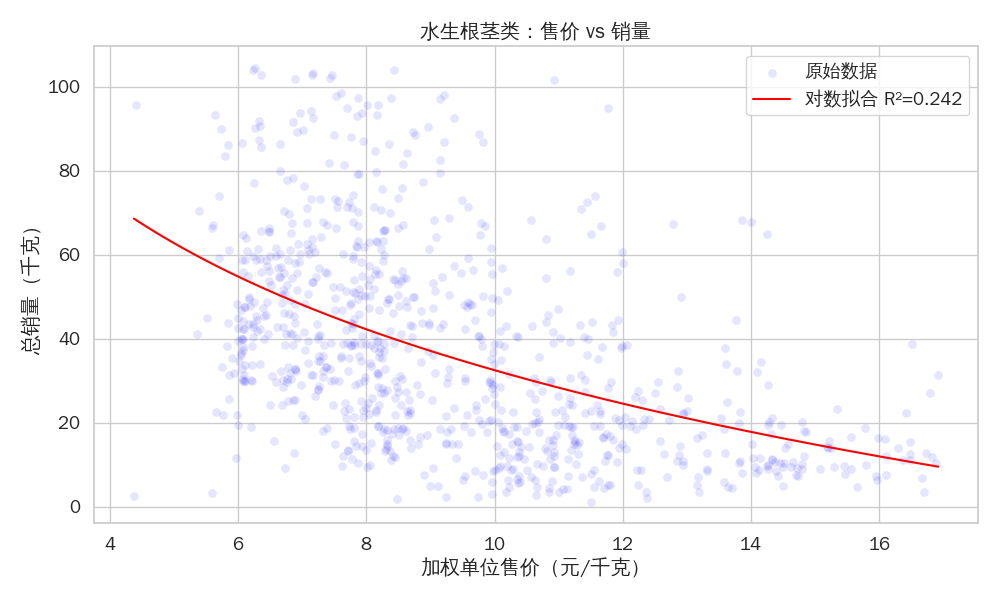 水生根茎类：售价 vs 销量
原始数据
对数拟合 R²=0.242
总销量（千克）
100
80
60
40
20
0
4 6 8 10 12 14 16
加权单位售价（元/千克）